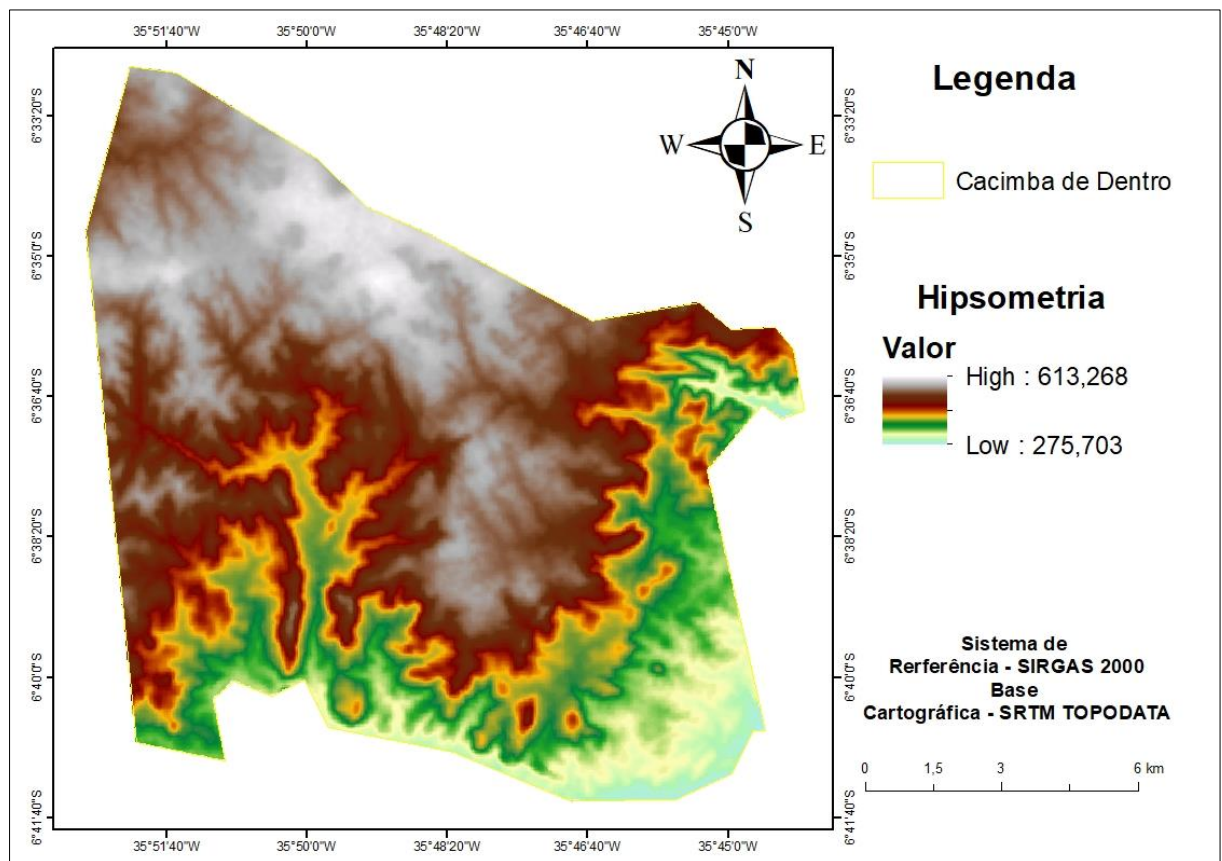 35°51'40"W 35°50'0"W 35°48'20"W 35°46'40"W 35°45'0"W
6°33'20"S
6°35'0"S
6°36'40"S
6°38'20"S
6°40'0"S
6°41'40"S
6°33'20"S
6°35'0"S
6°36'40"S
6°38'20"S
6°40'0"S
6°41'40"S
35°51'40"W 35°50'0"W 35°48'20"W 35°46'40"W 35°45'0"W
N
W E
S
Legenda
Cacimba de Dentro
Hipsometria
Valor
High : 613,268
Low : 275,703
Sistema de
Rerferência - SIRGAS 2000
Base
Cartográfica - SRTM TOPODATA
0 1,5 3 6 km